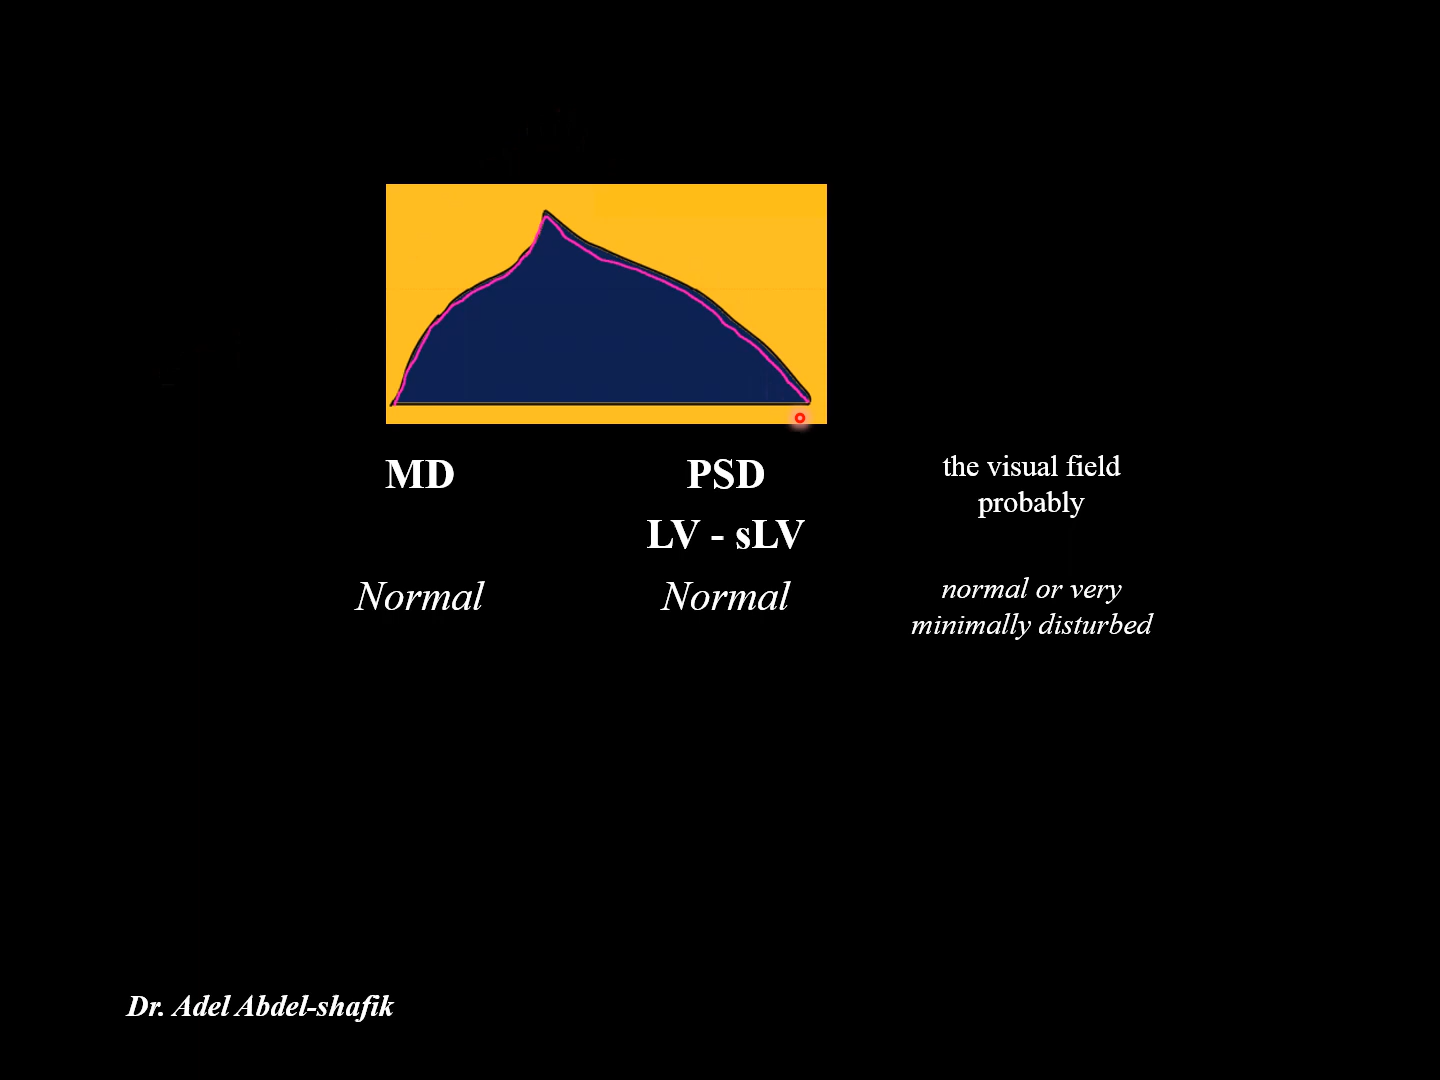 MD PSD the visual field
probably
LV - sLV
Normal Normal normal or very
minimally disturbed
Dr. Adel Abdel-shafik